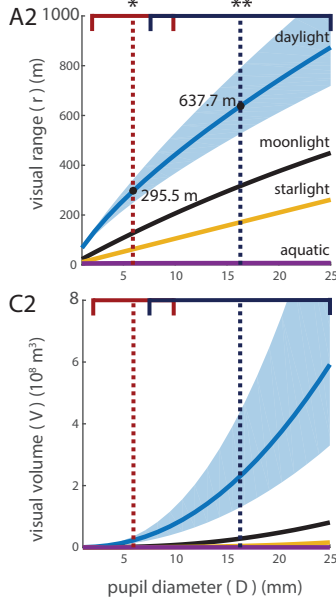 A2
* **
1000
800
600
400
200
0
visual range ( r ) (m)
daylight
637.7 m
moonlight
295.5 m
starlight
aquatic
5 10 15 20 25
C2
8
6
4
2
0
visual volume ( V ) (10⁸ m³)
5 10 15 20 25
pupil diameter ( D ) (mm)